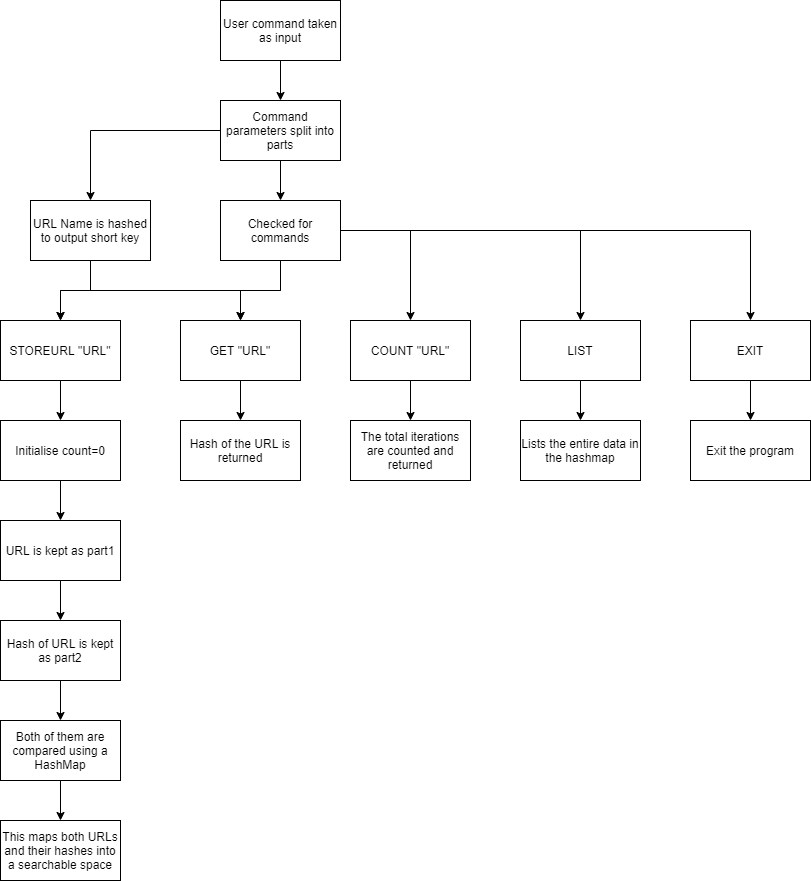 User command taken
as input
Command
parameters split into
parts
URL Name is hashed
to output short key
Checked for
commands
STOREURL "URL"
GET "URL"
COUNT "URL"
LIST
EXIT
Initialise count=0
Hash of the URL is
returned
The total iterations
are counted and
returned
Lists the entire data in
the hashmap
Exit the program
URL is kept as part1
Hash of URL is kept
as part2
Both of them are
compared using a
HashMap
This maps both URLs
and their hashes into
a searchable space